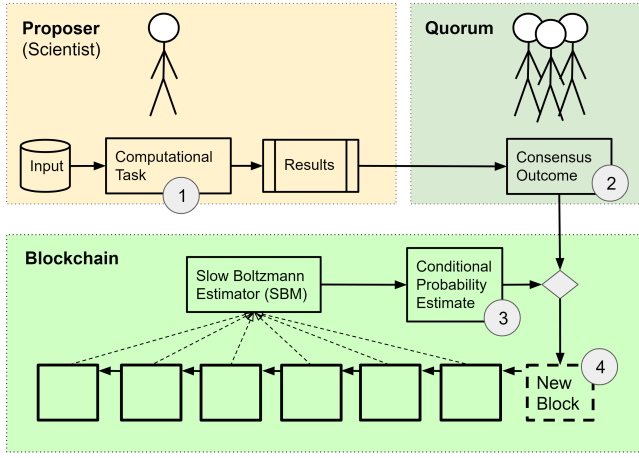 Proposer
(Scientist)
Quorum
Input
Computational
Task
Results
Consensus
Outcome
1
2
Blockchain
Slow Boltzmann
Estimator (SBM)
Conditional
Probability
Estimate
3
4
New
Block